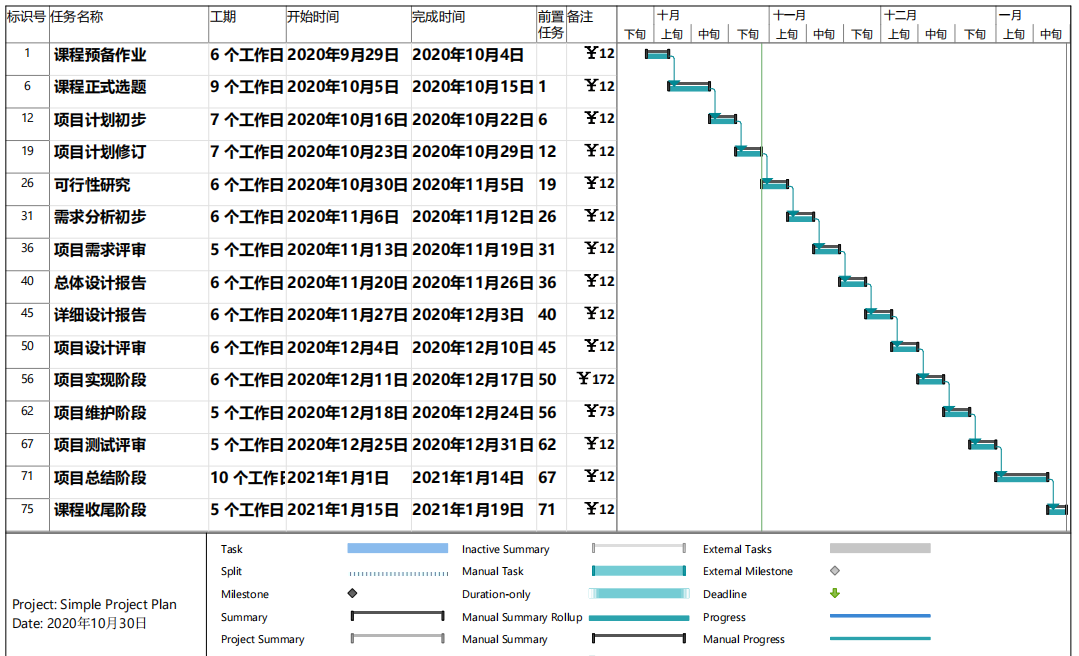 标识号 任务名称 工期 开始时间 完成时间 前置任务 备注 十月 十一月 十二月 一月
下旬 上旬 中旬 下旬 上旬 中旬 下旬 上旬 中旬 下旬 上旬 中旬
1 课程预备作业 6 个工作日 2020年9月29日 2020年10月4日 ¥12
6 课程正式选题 9 个工作日 2020年10月5日 2020年10月15日 1 ¥12
12 项目计划初步 7 个工作日 2020年10月16日 2020年10月22日 6 ¥12
19 项目计划修订 7 个工作日 2020年10月23日 2020年10月29日 12 ¥12
26 可行性研究 6 个工作日 2020年10月30日 2020年11月5日 19 ¥12
31 需求分析初步 6 个工作日 2020年11月6日 2020年11月12日 26 ¥12
36 项目需求评审 5 个工作日 2020年11月13日 2020年11月19日 31 ¥12
40 总体设计报告 6 个工作日 2020年11月20日 2020年11月26日 36 ¥12
45 详细设计报告 6 个工作日 2020年11月27日 2020年12月3日 40 ¥12
50 项目设计评审 6 个工作日 2020年12月4日 2020年12月10日 45 ¥12
56 项目实现阶段 6 个工作日 2020年12月11日 2020年12月17日 50 ¥172
62 项目维护阶段 5 个工作日 2020年12月18日 2020年12月24日 56 ¥73
67 项目测试评审 5 个工作日 2020年12月25日 2020年12月31日 62 ¥12
71 项目总结阶段 10 个工作日 2021年1月1日 2021年1月14日 67 ¥12
75 课程收尾阶段 5 个工作日 2021年1月15日 2021年1月19日 71 ¥12
Task Inactive Summary External Tasks
Split Manual Task External Milestone
Milestone Duration-only Deadline
Project: Simple Project Plan
Summary Manual Summary Rollup Progress
Date: 2020年10月30日
Project Summary Manual Summary Manual Progress